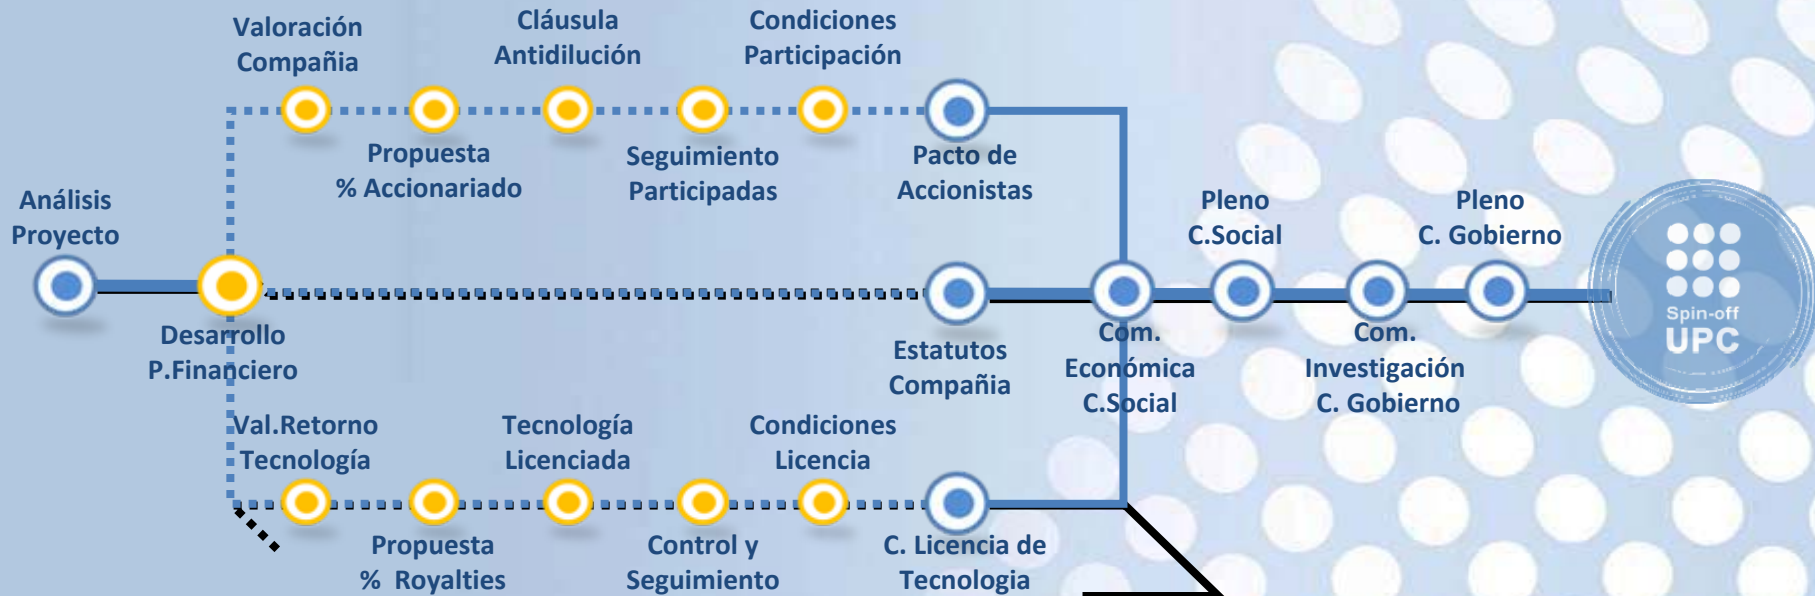 Valoración
Compañia
Cláusula
Antidilución
Condiciones
Participación
Propuesta
% Accionariado
Seguimiento
Participadas
Pacto de
Accionistas
Análisis
Proyecto
Pleno
C.Social
Pleno
C. Gobierno
Desarrollo
P.Financiero
Estatutos
Compañia
Com.
Económica
C.Social
Com.
Investigación
C. Gobierno
Spin-off
UPC
Val.Retorno
Tecnología
Tecnología
Licenciada
Condiciones
Licencia
Propuesta
% Royalties
Control y
Seguimiento
C. Licencia de
Tecnologia